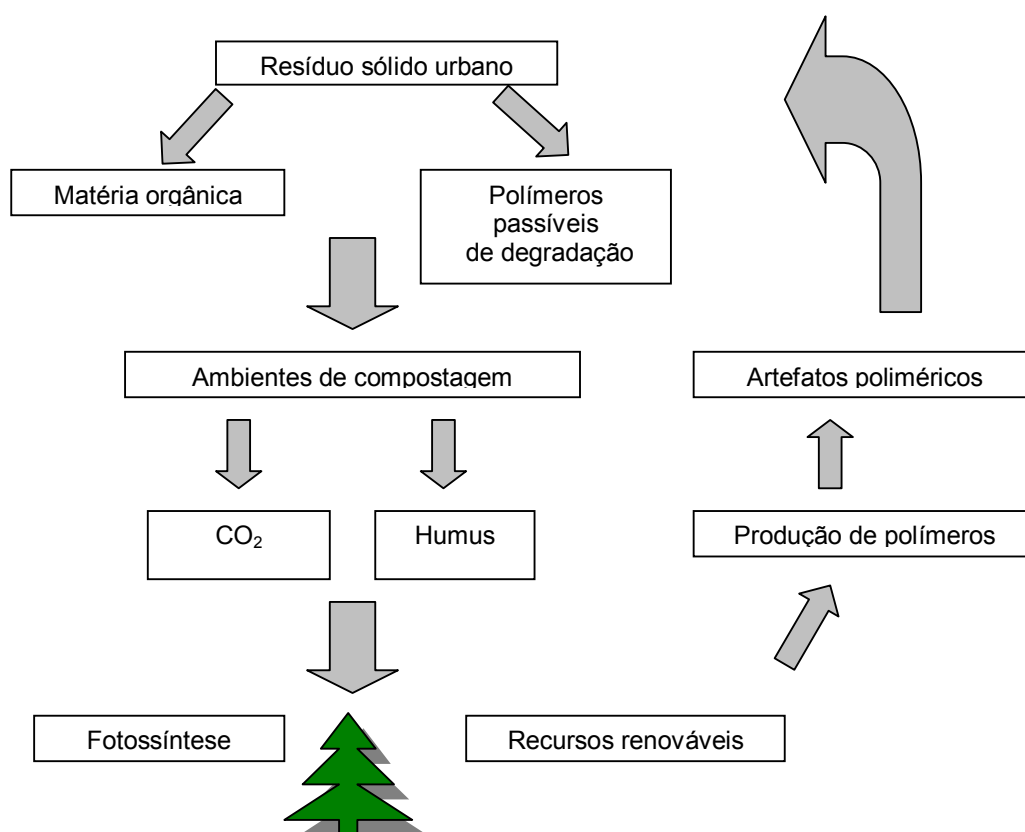 Resíduo sólido urbano
Matéria orgânica
Polímeros
passíveis
de degradação
Ambientes de compostagem
Artefatos poliméricos
CO₂
Humus
Produção de polímeros
Fotossíntese
Recursos renováveis